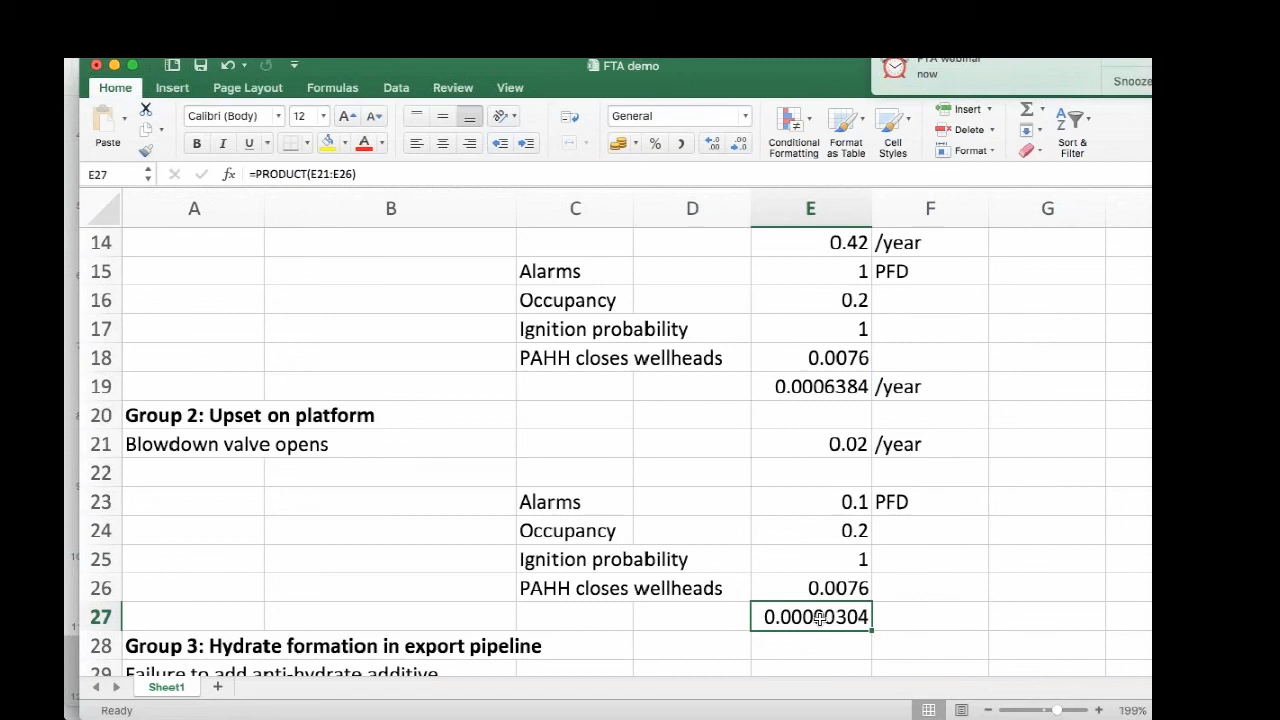 FTA demo
FTA webinar
now
Snooze
Home Insert Page Layout Formulas Data Review View
Paste
Calibri (Body) 12
B I U
General
Conditional Formatting
Format as Table
Cell Styles
Insert
Delete
Format
Sort & Filter
E27 fx =PRODUCT(E21:E26)
A B C D E F G
14 0.42 /year
15 Alarms 1 PFD
16 Occupancy 0.2
17 Ignition probability 1
18 PAHH closes wellheads 0.0076
19 0.0006384 /year
20 Group 2: Upset on platform
21 Blowdown valve opens 0.02 /year
22
23 Alarms 0.1 PFD
24 Occupancy 0.2
25 Ignition probability 1
26 PAHH closes wellheads 0.0076
27 0.00000304
28 Group 3: Hydrate formation in export pipeline
29 Failure to add anti-hydrate additive
Sheet1
Ready 199%